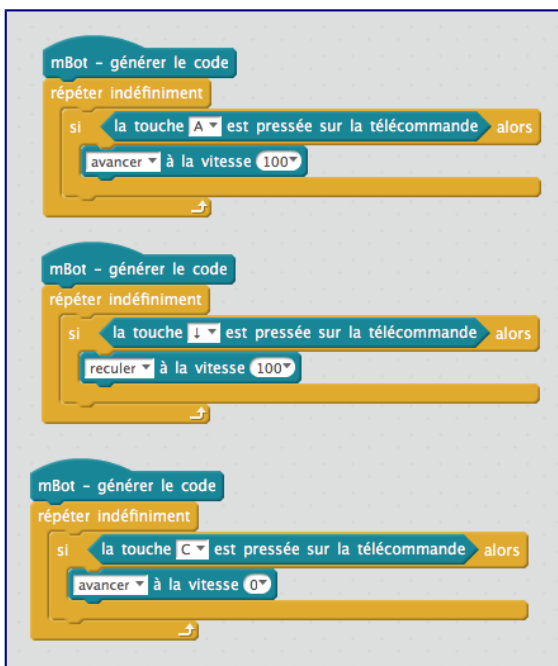 mBot - générer le code
répéter indéfiniment
si la touche A est pressée sur la télécommande alors
avancer à la vitesse 100
mBot - générer le code
répéter indéfiniment
si la touche ↓ est pressée sur la télécommande alors
reculer à la vitesse 100
mBot - générer le code
répéter indéfiniment
si la touche C est pressée sur la télécommande alors
avancer à la vitesse 0